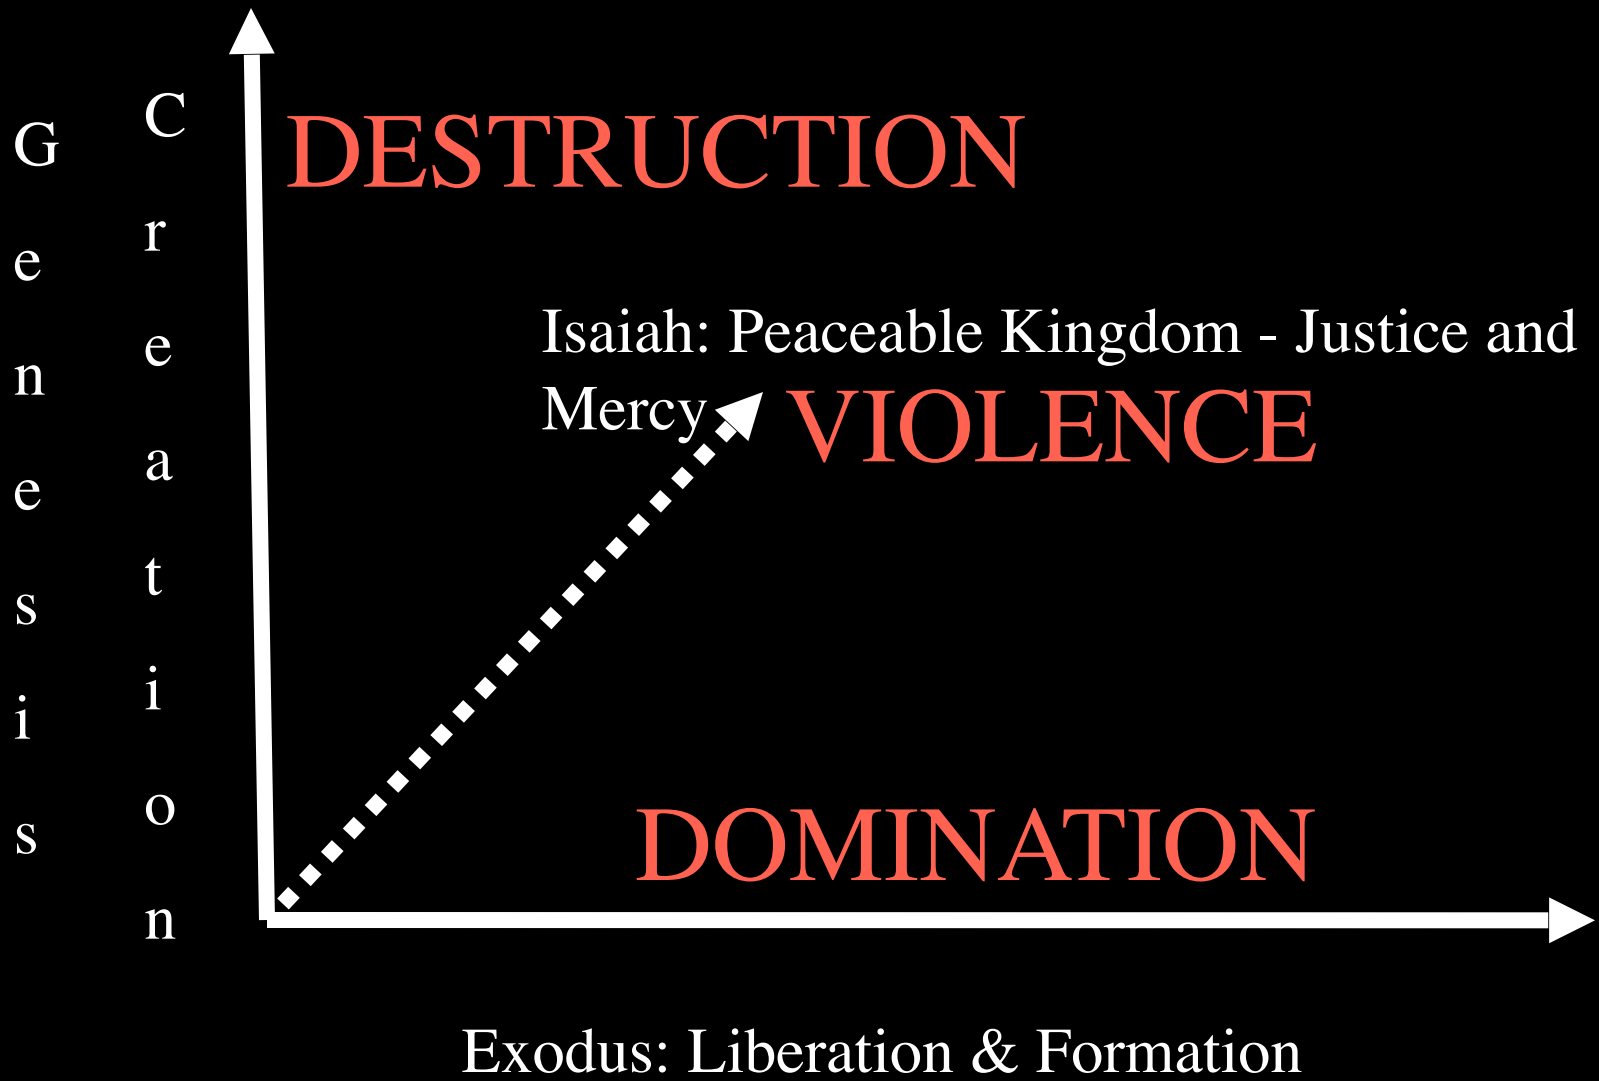 Genesis
Creation
DESTRUCTION
Isaiah: Peaceable Kingdom - Justice and
Mercy
VIOLENCE
DOMINATION
Exodus: Liberation & Formation